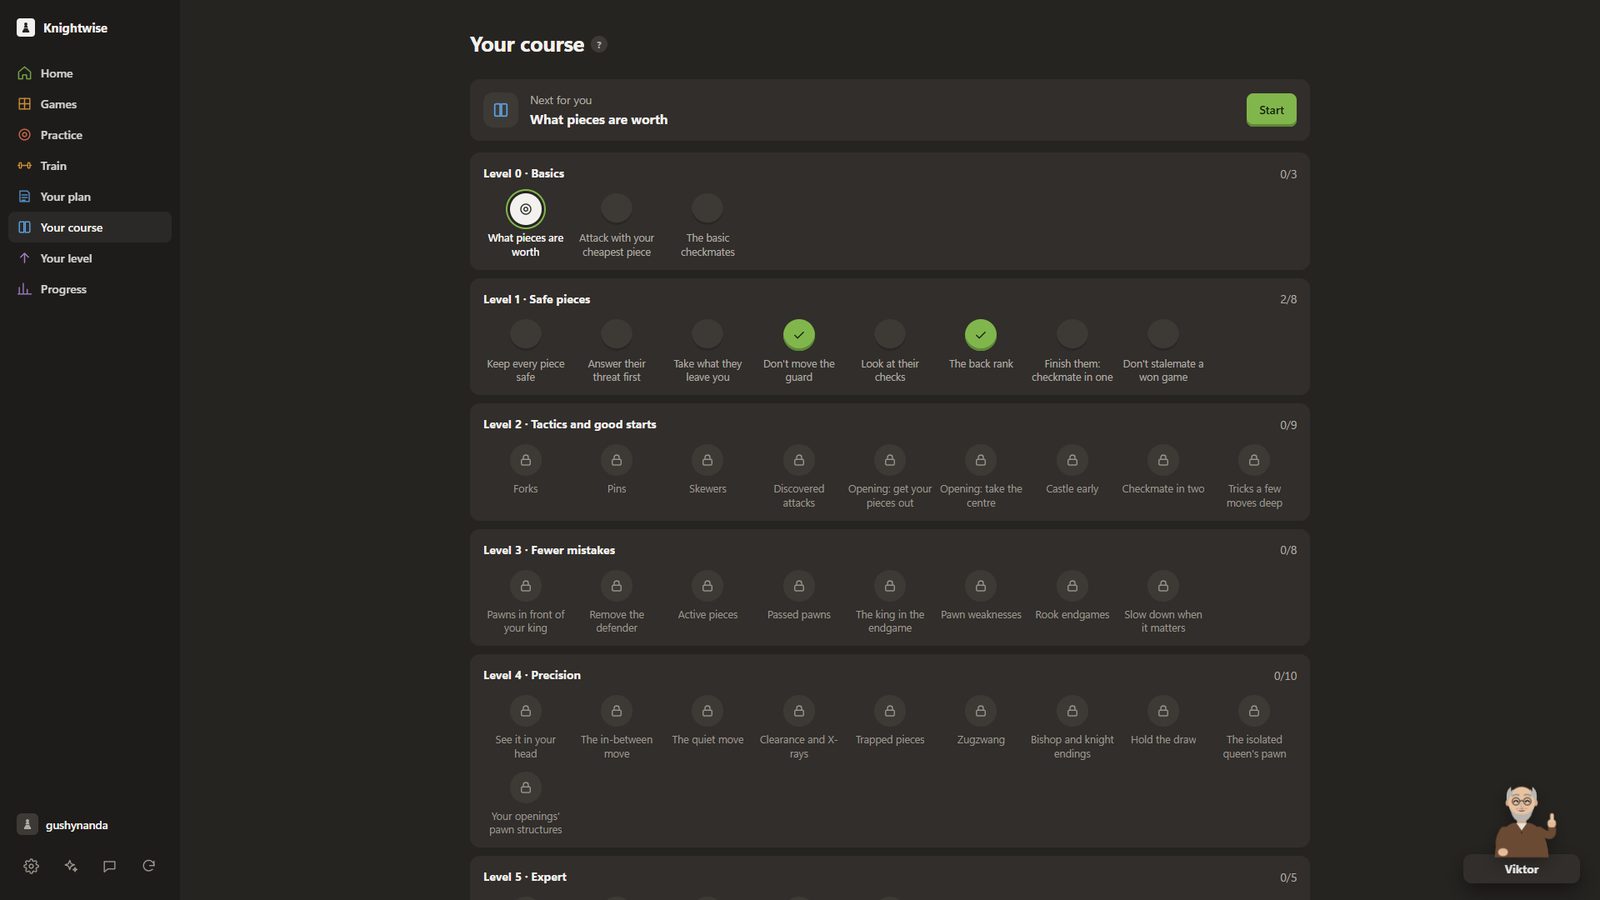 Knightwise
Home
Games
Practice
Train
Your plan
Your course
Your level
Progress
gushynanda
Your course ?
Next for you
What pieces are worth
Start
Level 0 · Basics
0/3
What pieces are
worth
Attack with your
cheapest piece
The basic
checkmates
Level 1 · Safe pieces
2/8
Keep every piece
safe
Answer their
threat first
Take what they
leave you
Don't move the
guard
Look at their
checks
The back rank
Finish them:
checkmate in one
Don't stalemate a
won game
Level 2 · Tactics and good starts
0/9
Forks
Pins
Skewers
Discovered
attacks
Opening: get your
pieces out
Opening: take the
centre
Castle early
Checkmate in two
Tricks a few
moves deep
Level 3 · Fewer mistakes
0/8
Pawns in front of
your king
Remove the
defender
Active pieces
Passed pawns
The king in the
endgame
Pawn weaknesses
Rook endgames
Slow down when
it matters
Level 4 · Precision
0/10
See it in your
head
The in-between
move
The quiet move
Clearance and X-
rays
Trapped pieces
Zugzwang
Bishop and knight
endings
Hold the draw
The isolated
queen's pawn
Your openings'
pawn structures
Level 5 · Expert
0/5
Viktor